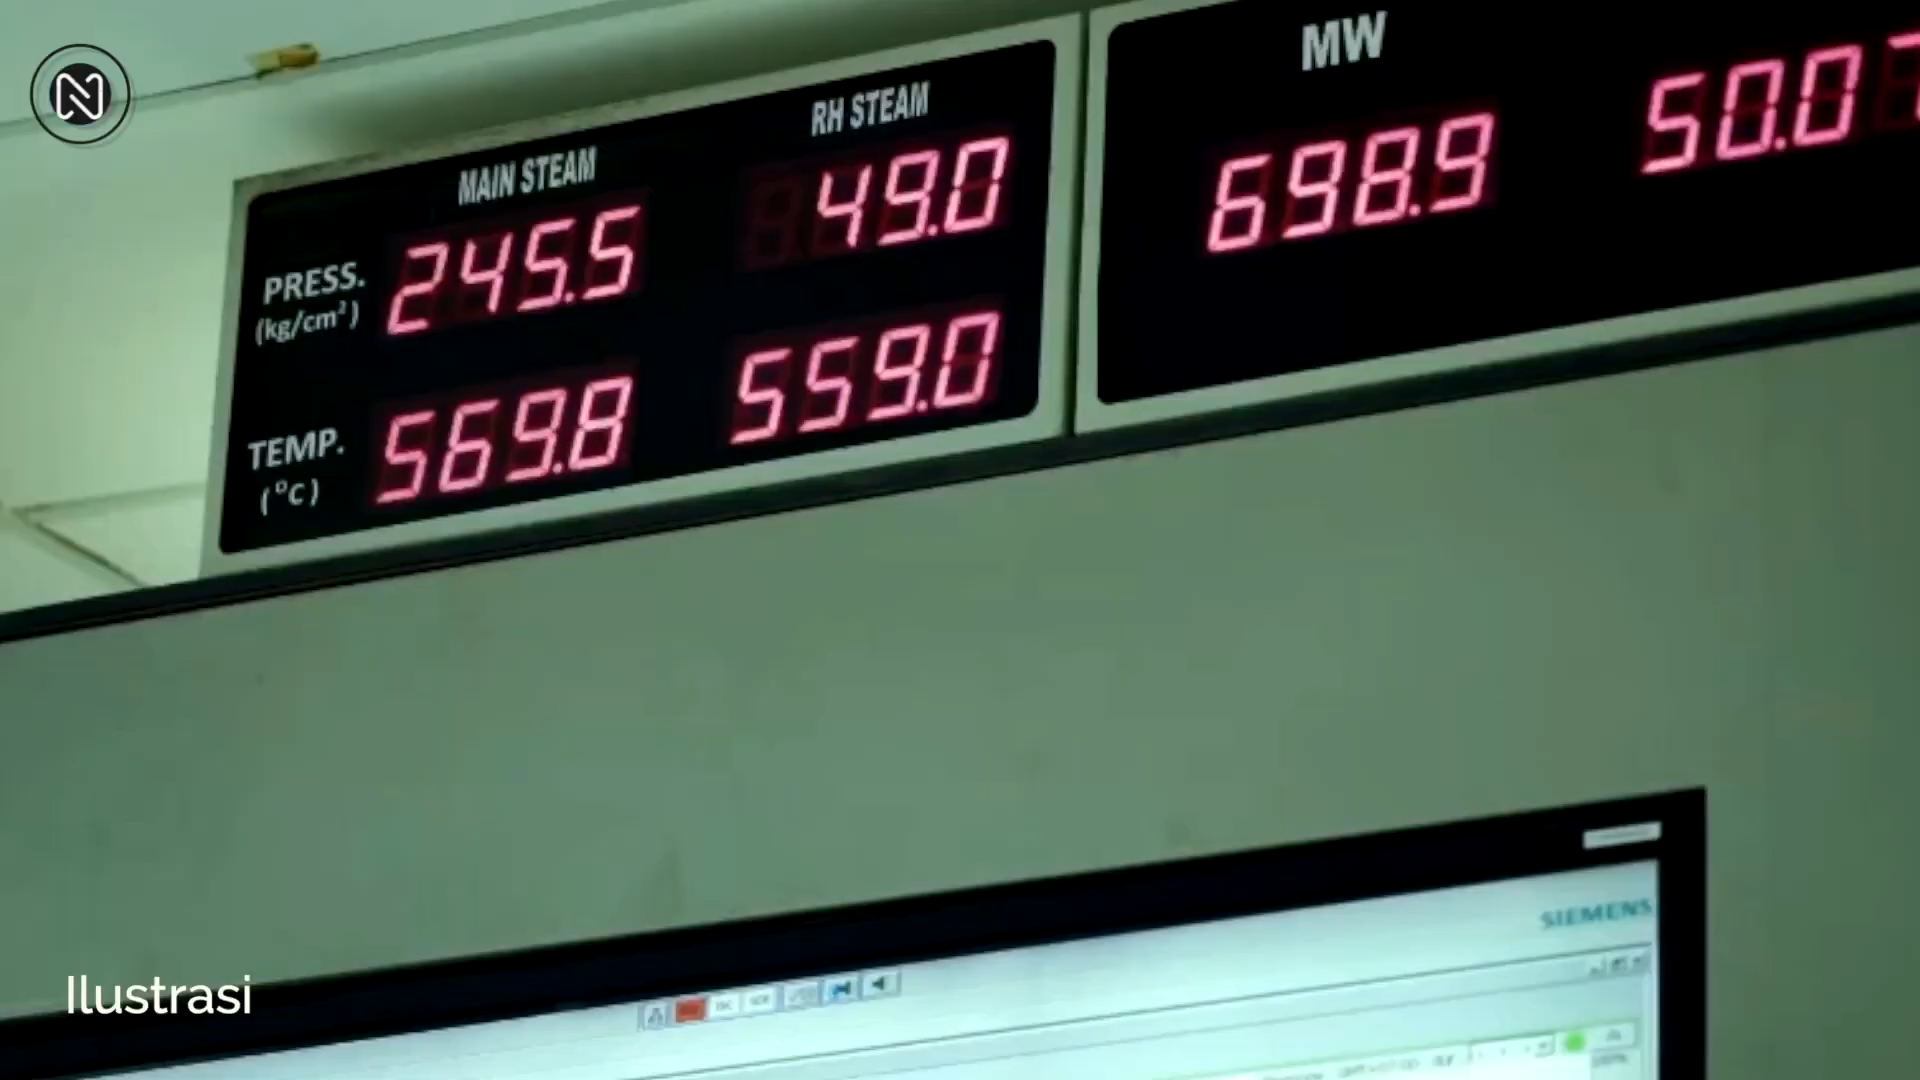 MW
RH STEAM
MAIN STEAM
50.07
698.9
49.0
245.5
PRESS.
(kg/cm²)
559.0
569.8
TEMP.
(°C)
SIEMENS
Ilustrasi